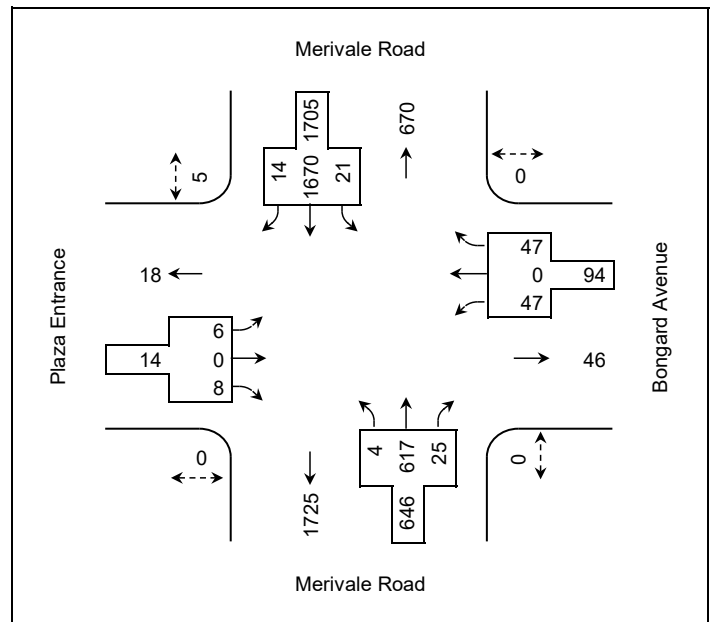 Merivale Road
1705
670
14 1670 21
5
0
47
18
0 94
47
Plaza Entrance
Bongard Avenue
6
14 0
46
8
0
4 617 25
0
1725
646
Merivale Road